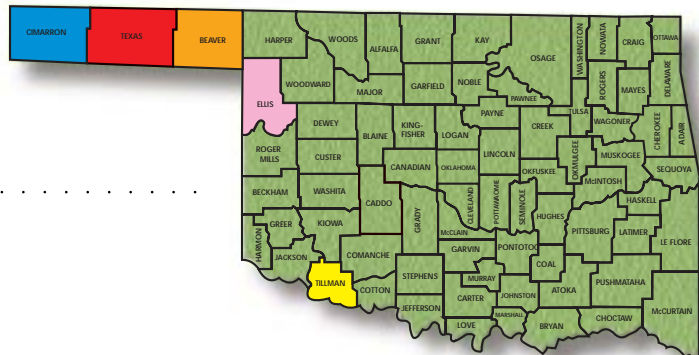 CIMARRON
TEXAS
BEAVER
HARPER
WOODS
ALFALFA
GRANT
KAY
OSAGE
WASHINGTON
NOWATA
CRAIG
OTTAWA
ELLIS
WOODWARD
MAJOR
GARFIELD
NOBLE
PAWNEE
ROGERS
MAYES
DELAWARE
DEWEY
BLAINE
KING-
FISHER
LOGAN
PAYNE
CREEK
TULSA
WAGONER
CHEROKEE
ADAIR
ROGER
MILLS
CUSTER
CANADIAN
OKLAHOMA
LINCOLN
OKFUSKEE
OKMULGEE
MUSKOGEE
SEQUOYA
BECKHAM
WASHITA
CADDO
GRADY
CLEVELAND
POTTAWAOME
SEMINOLE
HUGHES
McINTOSH
HASKELL
HARMON
GREER
KIOWA
McCLAIN
PITTSBURG
LATIMER
LE FLORE
JACKSON
COMANCHE
GARVIN
PONTOTOC
COAL
TILLMAN
COTTON
STEPHENS
MURRAY
JOHNSTON
ATOKA
PUSHMATAHA
McCURTAIN
JEFFERSON
CARTER
MARSHALL
LOVE
BRYAN
CHOCTAW